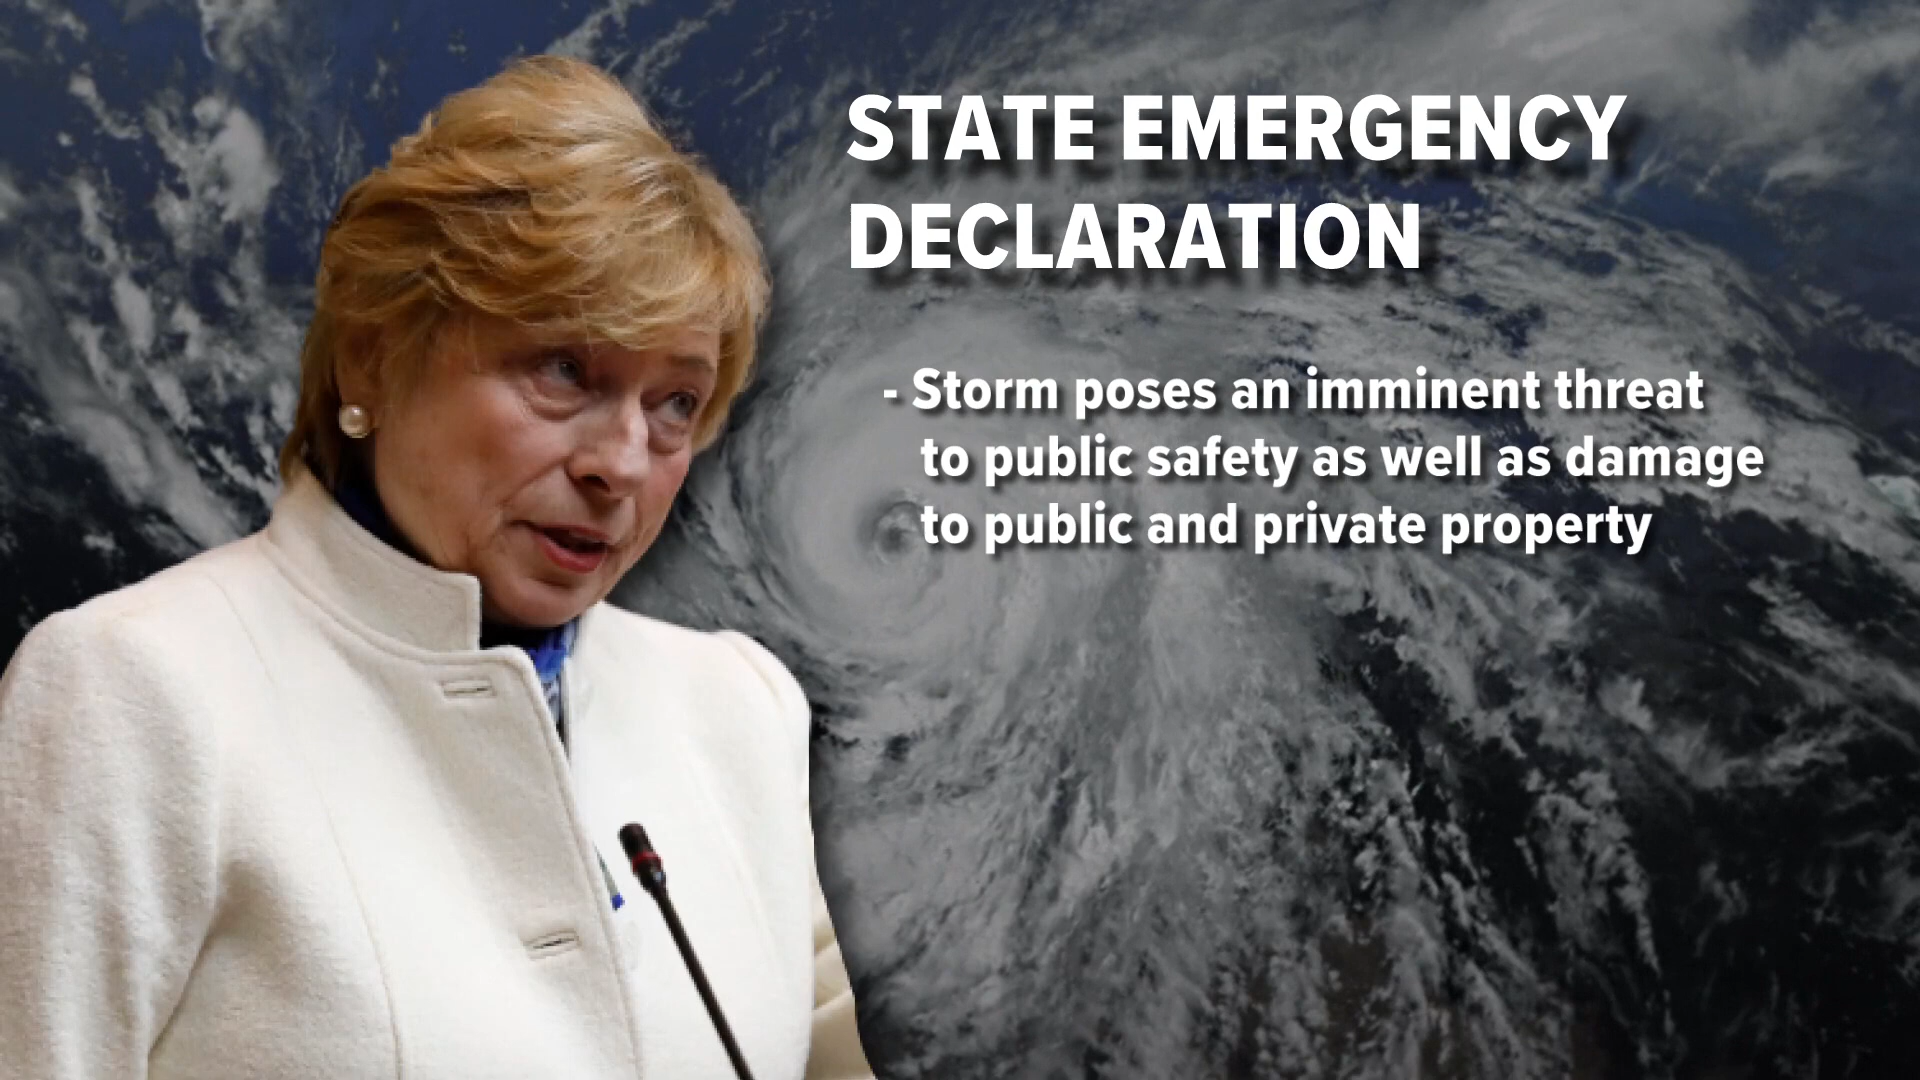 STATE EMERGENCY
DECLARATION
- Storm poses an imminent threat
to public safety as well as damage
to public and private property